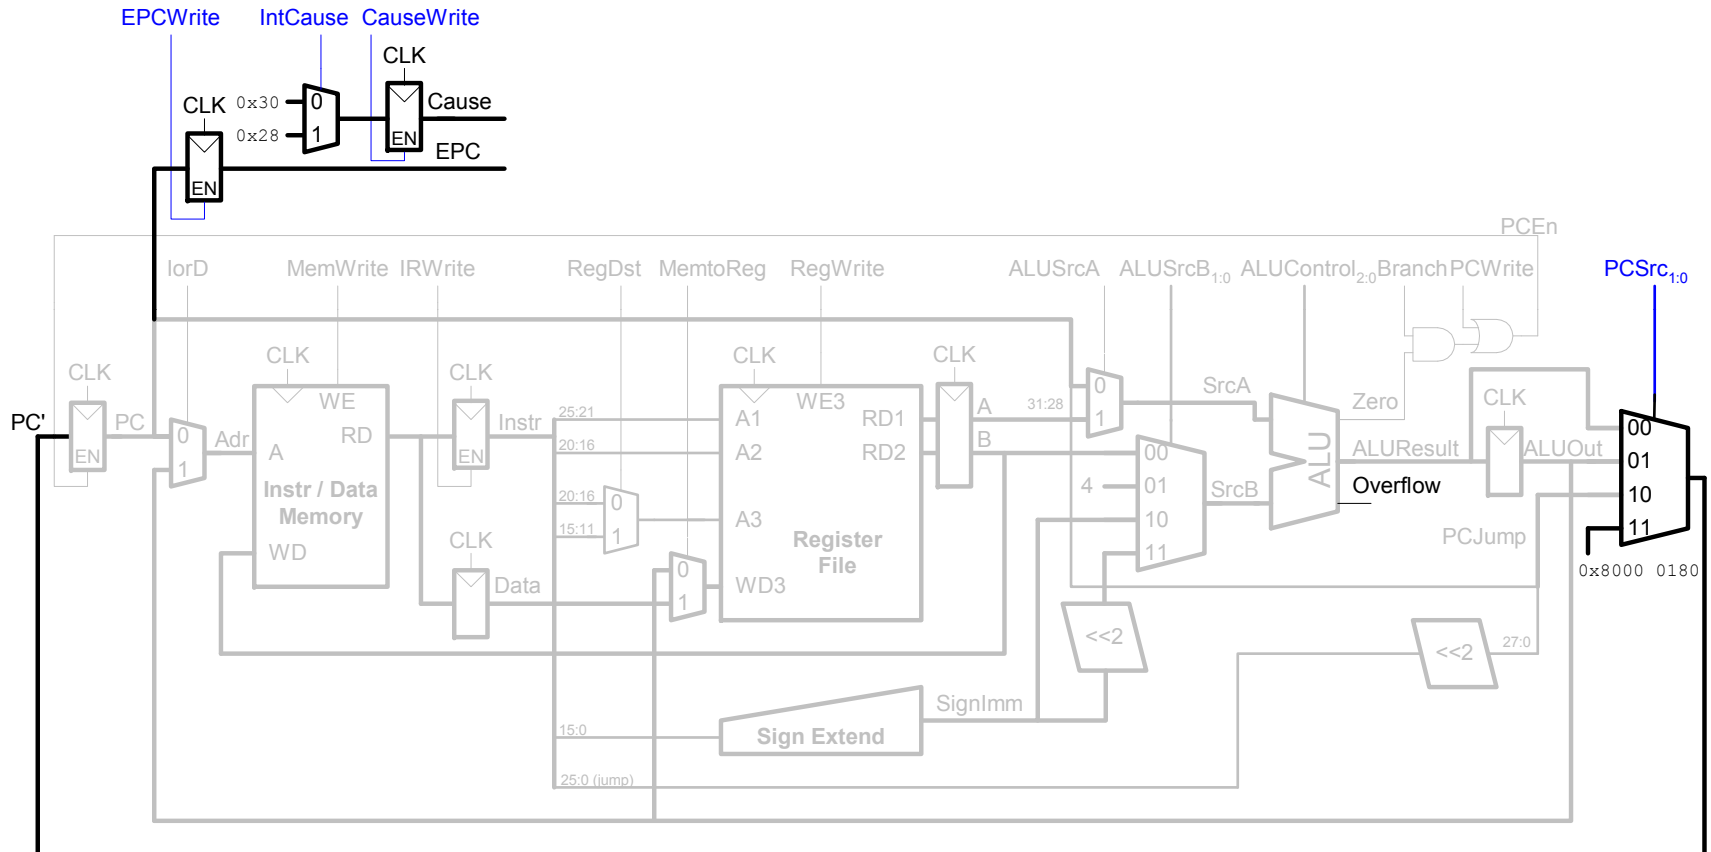 EPCWrite IntCause CauseWrite
CLK
CLK 0x30 0 Cause
0x28 1 EN
EPC
EN
PCEn
IorD MemWrite IRWrite RegDst MemtoReg RegWrite ALUSrcA ALUSrcB1:0 ALUControl2:0 Branch PCWrite PCSrc1:0
CLK CLK CLK
CLK CLK 0 SrcA CLK
WE WE3 Zero
PC' PC 0 Adr RD Instr 25:21 A1 RD1 A 31:28 1 00
EN 1 A EN 20:16 A2 RD2 B 00 ALU ALUResult ALUOut 01
Instr / Data 4 01 SrcB Overflow 10
Memory 20:16 0 A3 10 11
CLK 15:11 1 Register PCJump
WD File 11 0x8000 0180
Data 0 WD3
1
<<2 <<2 27:0
SignImm
15:0 Sign Extend
25:0 (jump)